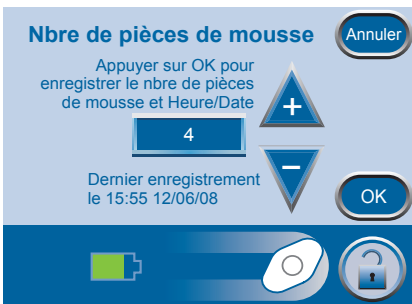 Nbre de pièces de mousse
Annuler
Appuyer sur OK pour
enregistrer le nbre de pièces
de mousse et Heure/Date
+
4
−
Dernier enregistrement
le 15:55 12/06/08
OK